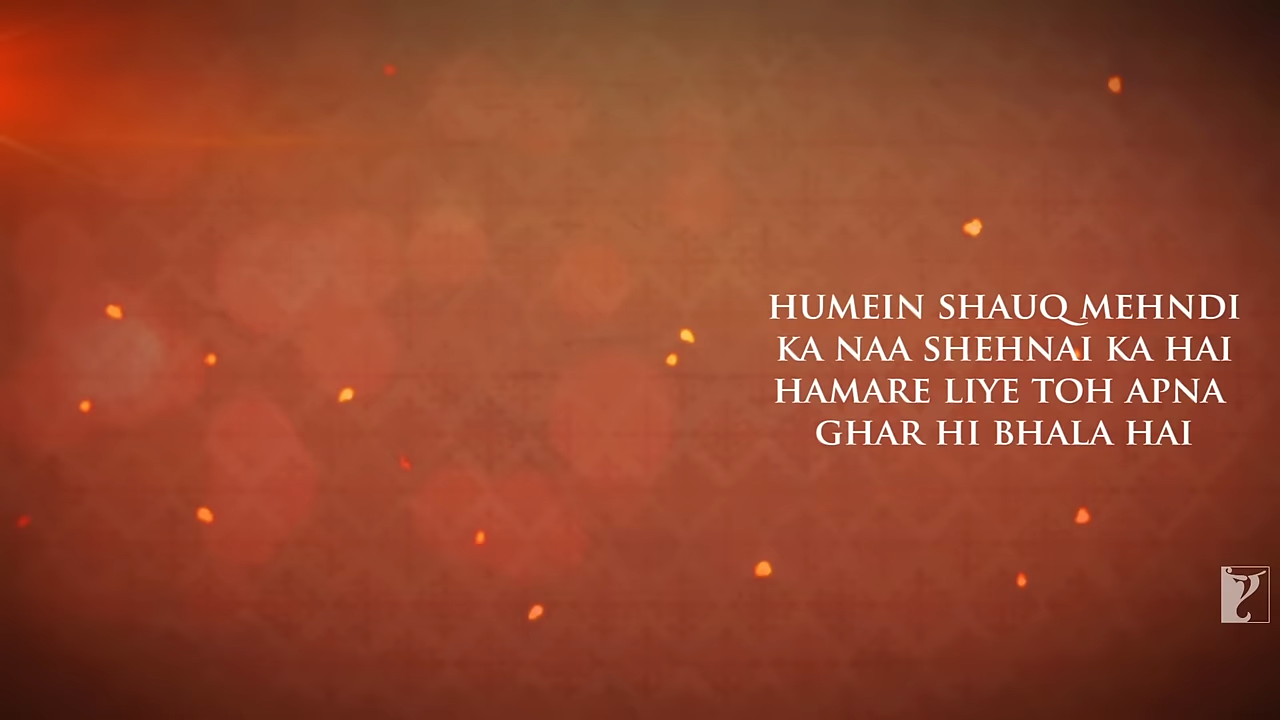 HUMEIN SHAUQ MEHNDI
KA NAA SHEHNAI KA HAI
HAMARE LIYE TOH APNA
GHAR HI BHALA HAI